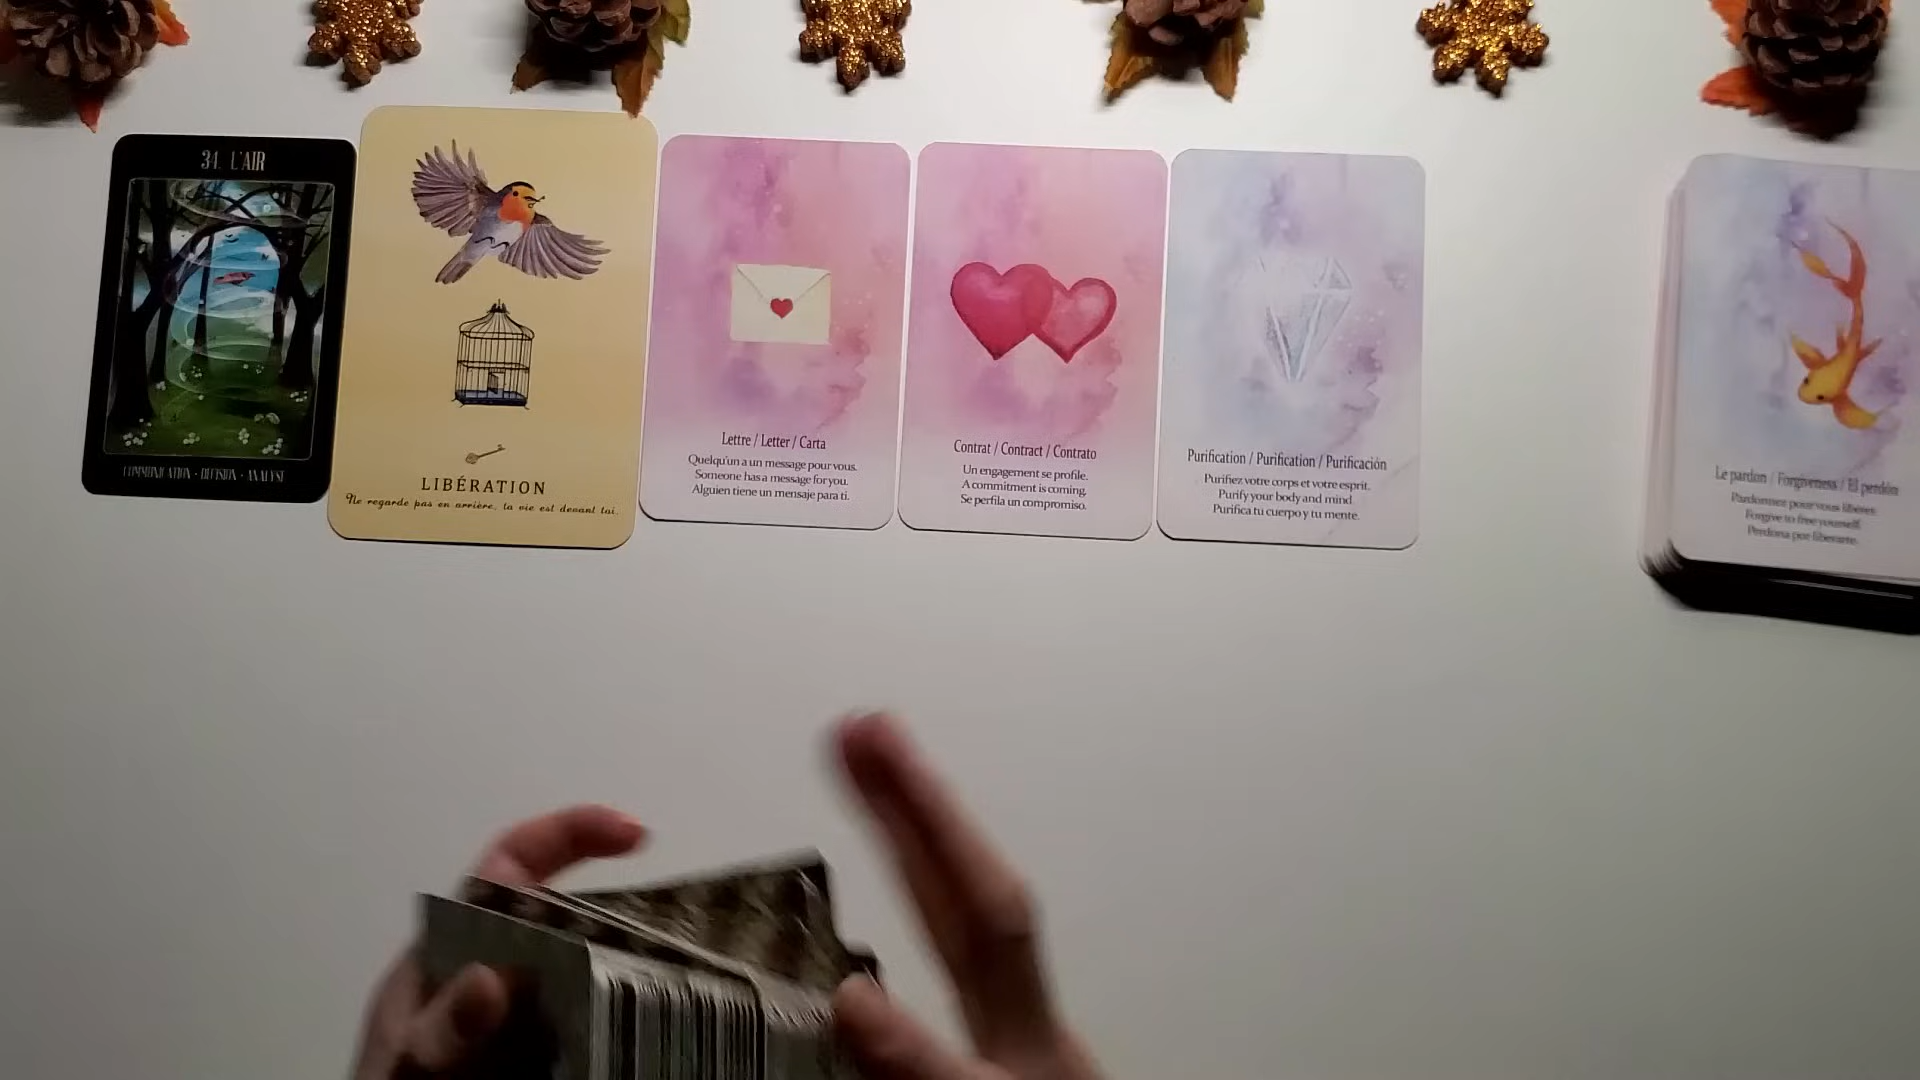 34. L'AIR
COMMUNICATION • DÉCISION • ANALYSE
LIBÉRATION
Ne regarde pas en arrière, ta vie est devant toi.
Lettre / Letter / Carta
Quelqu'un a un message pour vous.
Someone has a message for you.
Alguien tiene un mensaje para ti.
Contrat / Contract / Contrato
Un engagement se profile.
A commitment is coming.
Se perfila un compromiso.
Purification / Purification / Purificación
Purifiez votre corps et votre esprit.
Purify your body and mind.
Purifica tu cuerpo y tu mente.
Le pardon / Forgiveness / El perdón
Pardonnez pour vous libérer.
Forgive to free yourself.
Perdona por liberarte.